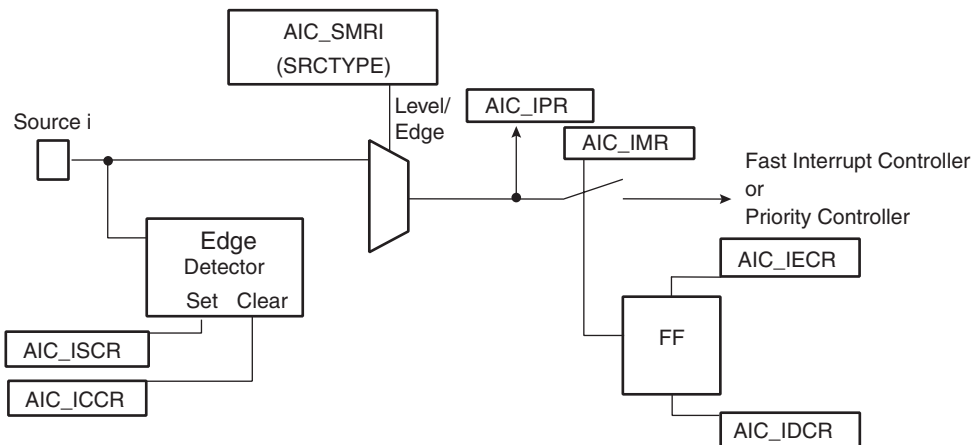 AIC_SMRI
(SRCTYPE)
Source i
Level/
Edge
AIC_IPR
AIC_IMR
Fast Interrupt Controller
or
Priority Controller
Edge
Detector
Set Clear
AIC_IECR
FF
AIC_ISCR
AIC_ICCR
AIC_IDCR